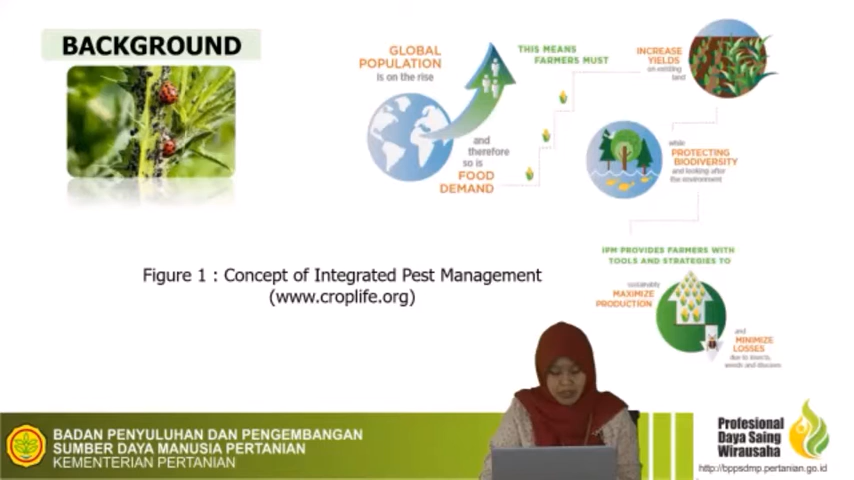 BACKGROUND
GLOBAL
POPULATION
is on the rise
and
therefore
so is
FOOD
DEMAND
THIS MEANS
FARMERS MUST
INCREASE
YIELDS
on existing
land
while
PROTECTING
BIODIVERSITY
and looking after
the environment
IPM PROVIDES FARMERS WITH
TOOLS AND STRATEGIES TO
sustainably
MAXIMIZE
PRODUCTION
and
MINIMIZE
LOSSES
due to insects,
weeds and diseases
Figure 1 : Concept of Integrated Pest Management
(www.croplife.org)
BADAN PENYULUHAN DAN PENGEMBANGAN
SUMBER DAYA MANUSIA PERTANIAN
KEMENTERIAN PERTANIAN
Profesional
Daya Saing
Wirausaha
http://bppsdmp.pertanian.go.id